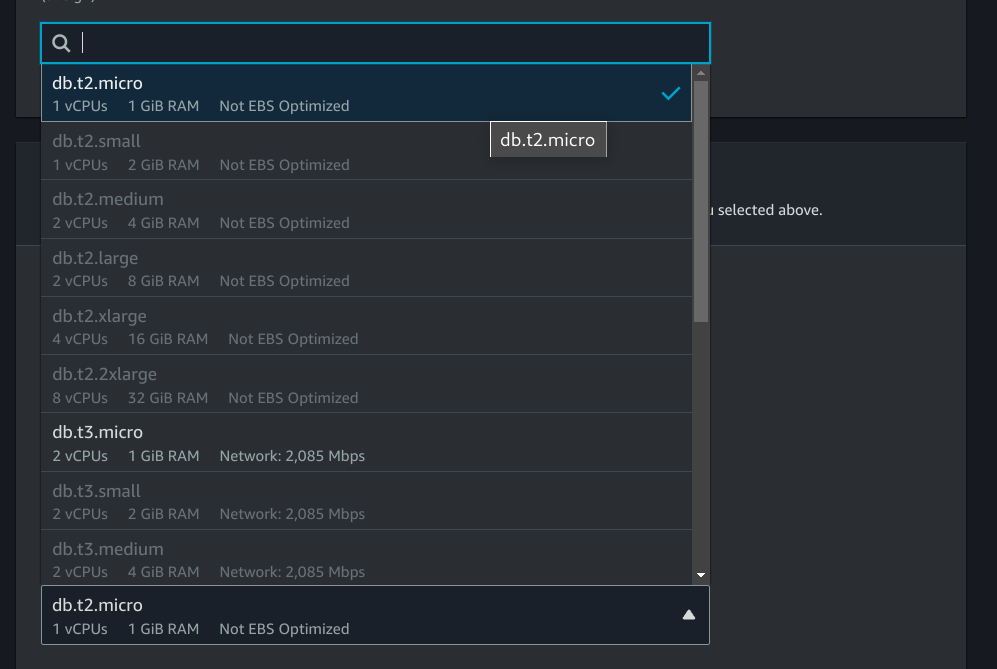 db.t2.micro
1 vCPUs 1 GiB RAM Not EBS Optimized
db.t2.micro
db.t2.small
1 vCPUs 2 GiB RAM Not EBS Optimized
db.t2.medium
2 vCPUs 4 GiB RAM Not EBS Optimized
selected above.
db.t2.large
2 vCPUs 8 GiB RAM Not EBS Optimized
db.t2.xlarge
4 vCPUs 16 GiB RAM Not EBS Optimized
db.t2.2xlarge
8 vCPUs 32 GiB RAM Not EBS Optimized
db.t3.micro
2 vCPUs 1 GiB RAM Network: 2,085 Mbps
db.t3.small
2 vCPUs 2 GiB RAM Network: 2,085 Mbps
db.t3.medium
2 vCPUs 4 GiB RAM Network: 2,085 Mbps
db.t2.micro
1 vCPUs 1 GiB RAM Not EBS Optimized